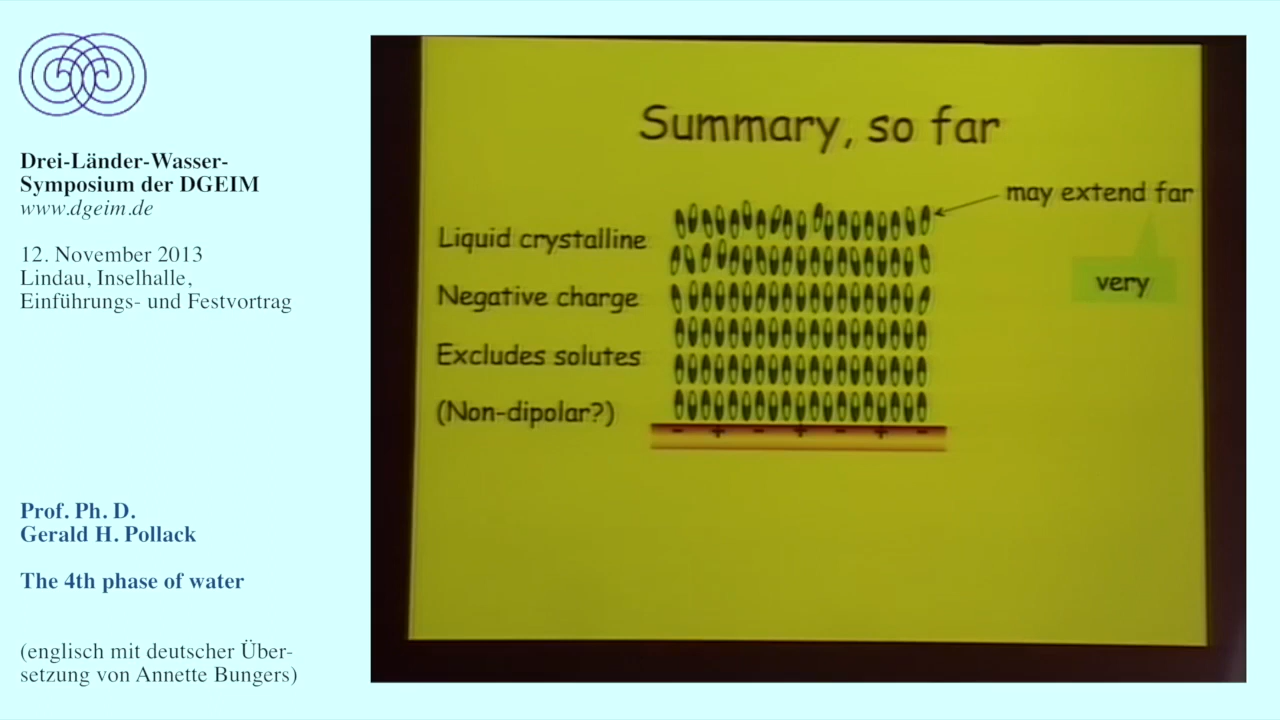 Drei-Länder-Wasser-
Symposium der DGEIM
www.dgeim.de
12. November 2013
Lindau, Inselhalle,
Einführungs- und Festvortrag
Prof. Ph. D.
Gerald H. Pollack
The 4th phase of water
(englisch mit deutscher Über-
setzung von Annette Bungers)
Summary, so far
may extend far
very
Liquid crystalline
Negative charge
Excludes solutes
(Non-dipolar?)
- + - + - + -